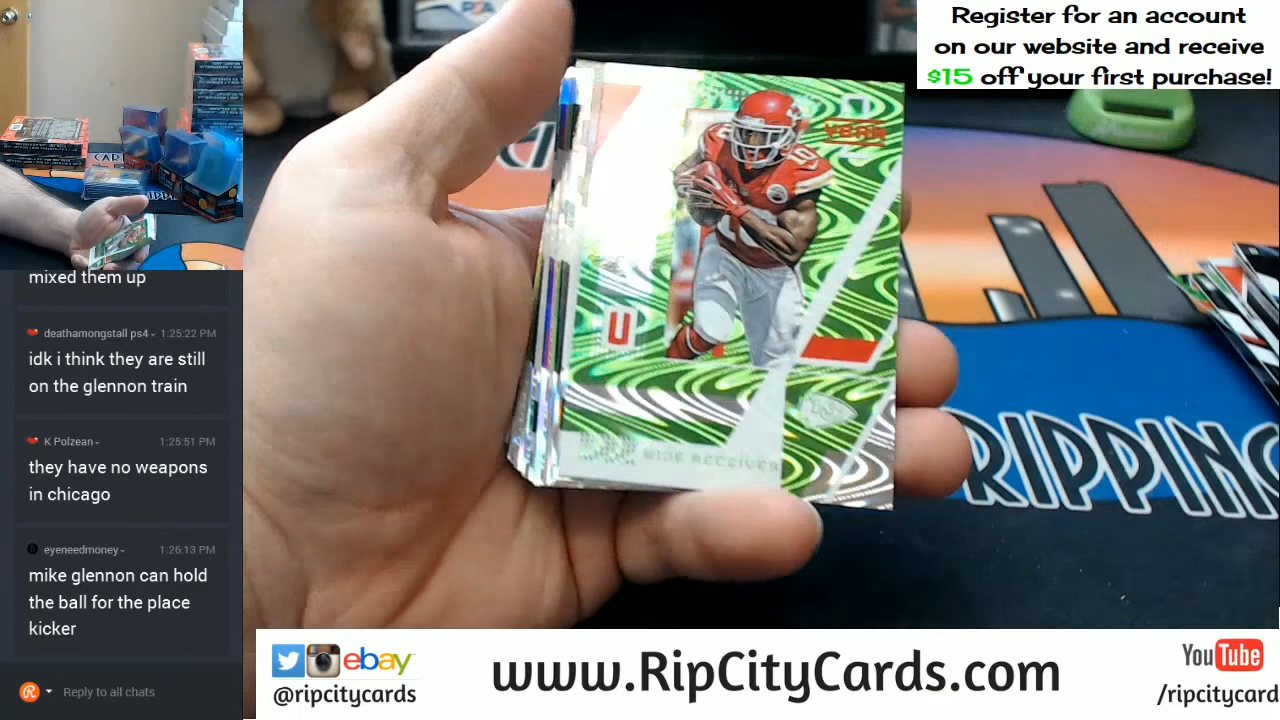 Register for an account
on our website and receive
$15 off your first purchase!
PSA
mixed them up
deathamongstall ps4
1:25:22 PM
idk i think they are still
on the glennon train
K Polzean
1:25:51 PM
they have no weapons
in chicago
eyeneedmoney
1:26:13 PM
mike glennon can hold
the ball for the place
kicker
Reply to all chats
YEAR
10
U
WIDE RECEIVER
RIPPING
ebay
@ripcitycards
www.RipCityCards.com
YouTube
/ripcitycard